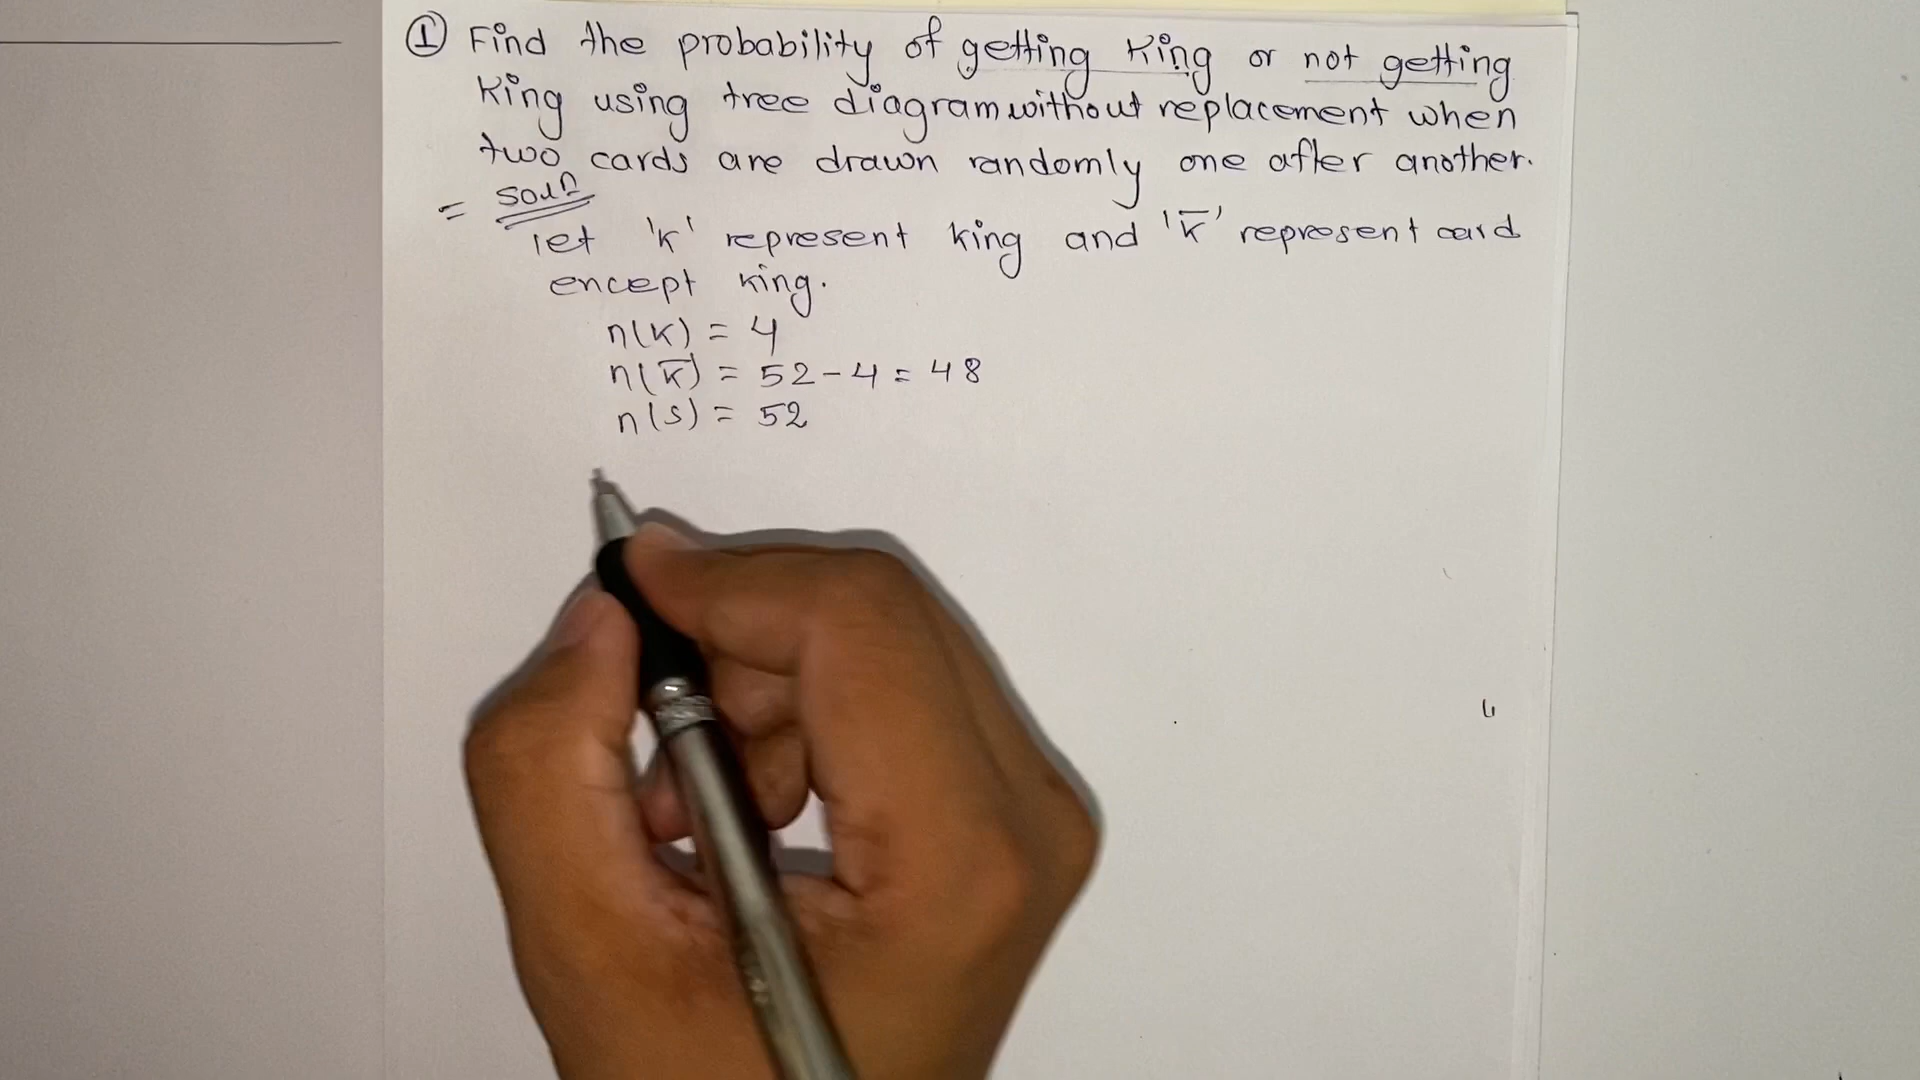 ① Find the probability of getting King or not getting
King using tree diagram without replacement when
two cards are drawn randomly one after another.
= soln
let 'K' represent king and 'K̅' represent card
encept king.
n(K) = 4
n(K̅) = 52-4 = 48
n(S) = 52